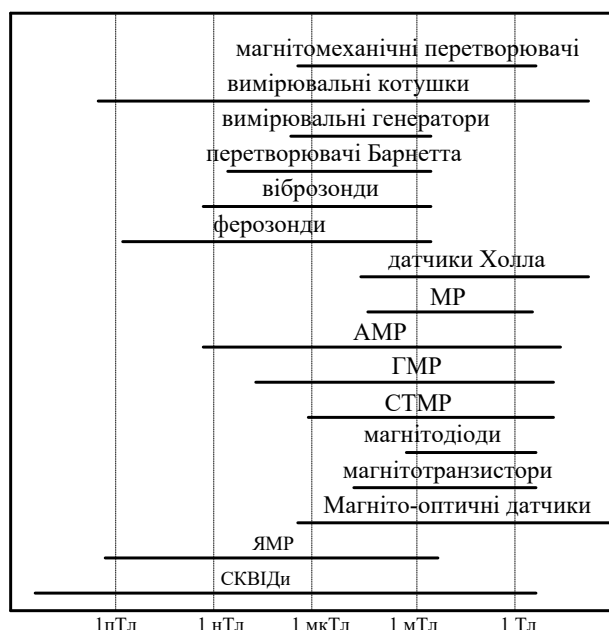 магнітомеханічні перетворювачі
вимірювальні котушки
вимірювальні генератори
перетворювачі Барнетта
віброзонди
ферозонди
датчики Холла
МР
АМР
ГМР
СТМР
магнітодіоди
магнітотранзистори
Магніто-оптичні датчики
ЯМР
СКВІДи
1пТл 1 нТл 1 мкТл 1 мТл 1 Тл